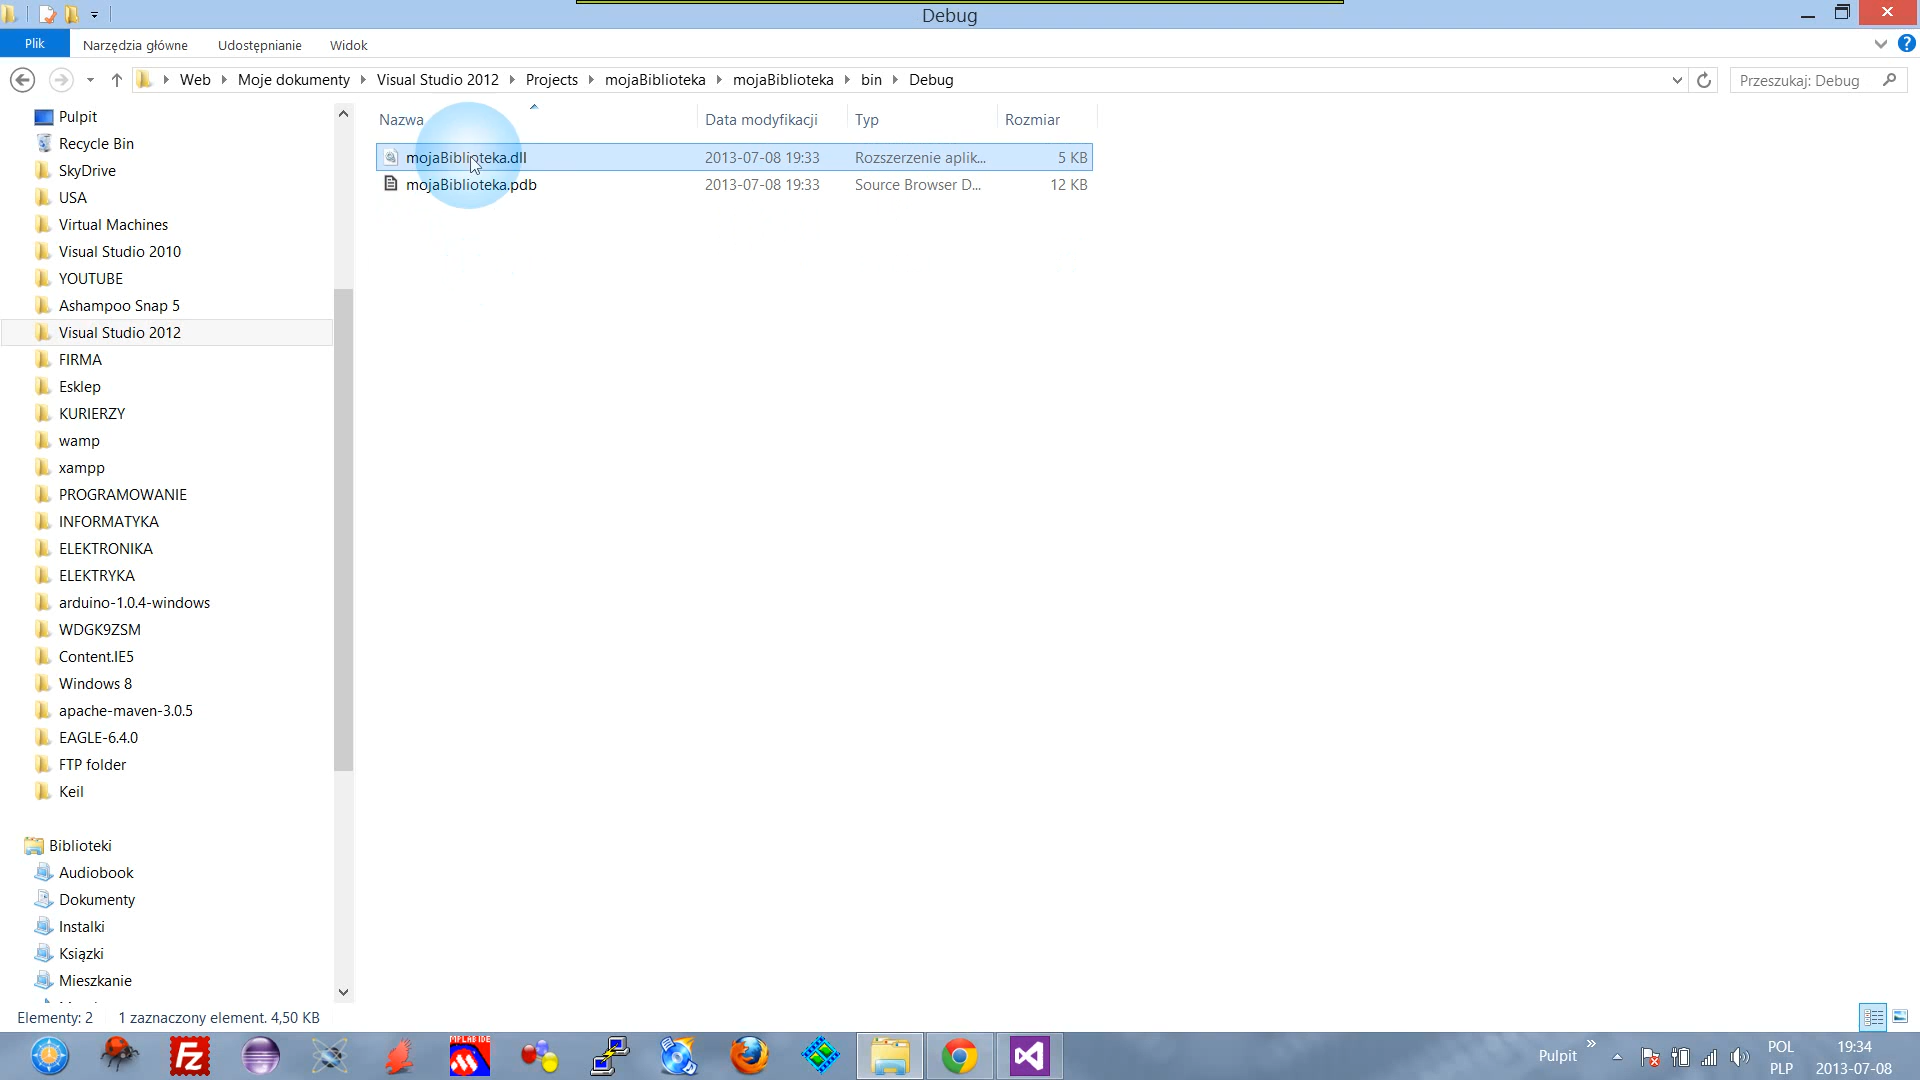 Debug
Plik Narzędzia główne Udostępnianie Widok
Web Moje dokumenty Visual Studio 2012 Projects mojaBiblioteka mojaBiblioteka bin Debug Przeszukaj: Debug
Nazwa Data modyfikacji Typ Rozmiar
mojaBiblioteka.dll 2013-07-08 19:33 Rozszerzenie aplik... 5 KB
mojaBiblioteka.pdb 2013-07-08 19:33 Source Browser D... 12 KB
Pulpit
Recycle Bin
SkyDrive
USA
Virtual Machines
Visual Studio 2010
YOUTUBE
Ashampoo Snap 5
Visual Studio 2012
FIRMA
Esklep
KURIERZY
wamp
xampp
PROGRAMOWANIE
INFORMATYKA
ELEKTRONIKA
ELEKTRYKA
arduino-1.0.4-windows
WDGK9ZSM
Content.IE5
Windows 8
apache-maven-3.0.5
EAGLE-6.4.0
FTP folder
Keil
Biblioteki
Audiobook
Dokumenty
Instalki
Książki
Mieszkanie
Elementy: 2 1 zaznaczony element. 4,50 KB
MPLAB IDE
Pulpit POL 19:34
PLP 2013-07-08